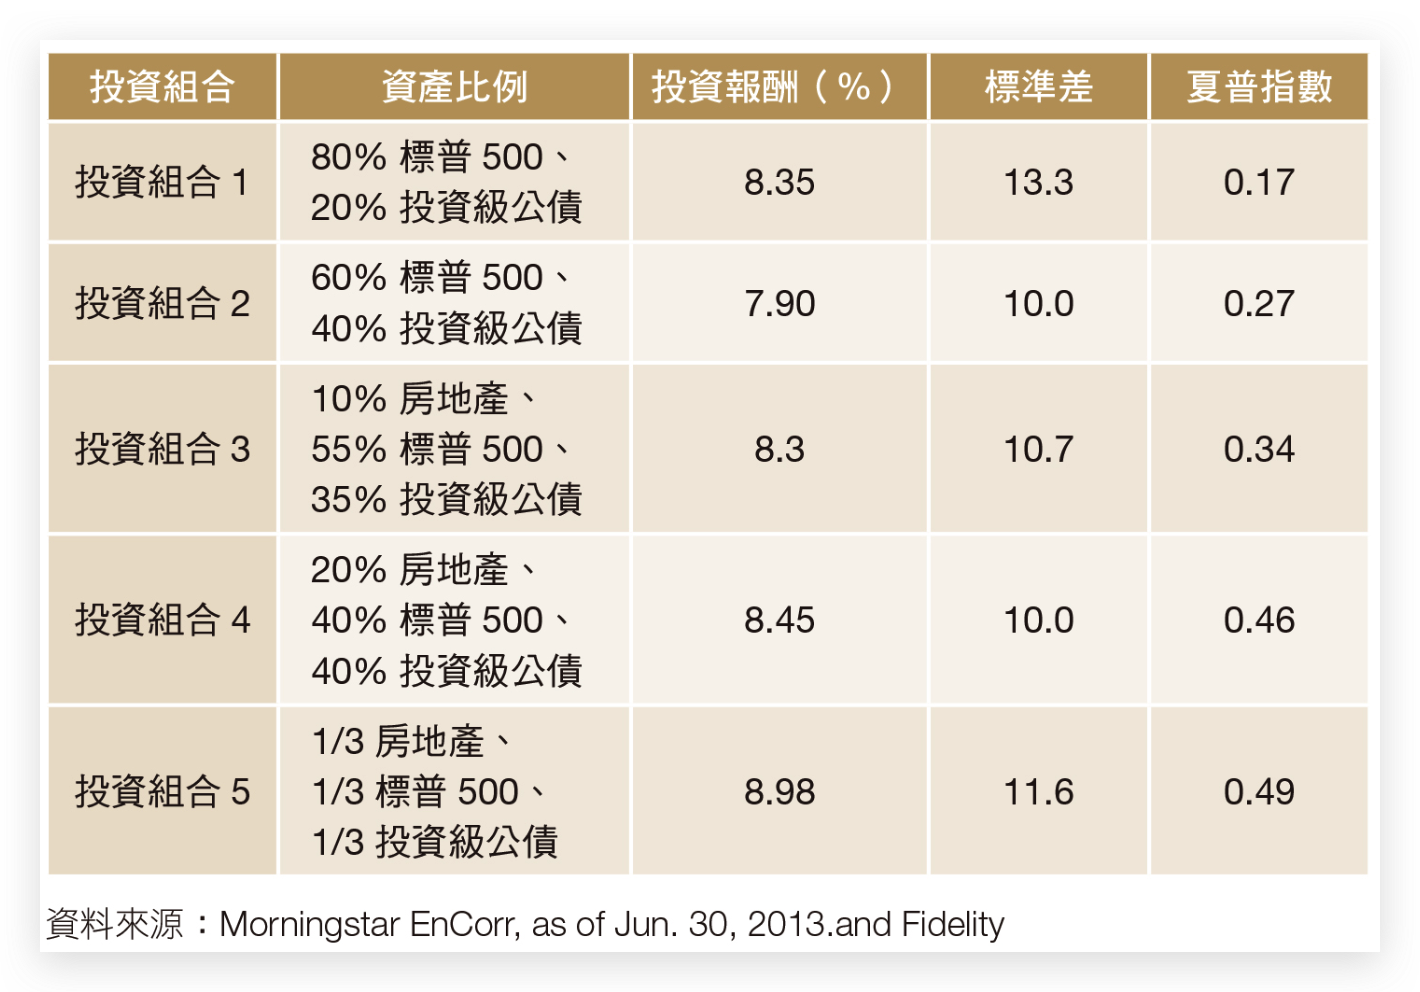 投資組合 資產比例 投資報酬（%） 標準差 夏普指數
投資組合 1
80% 標普 500、
20% 投資級公債
8.35 13.3 0.17
投資組合 2
60% 標普 500、
40% 投資級公債
7.90 10.0 0.27
投資組合 3
10% 房地產、
55% 標普 500、
35% 投資級公債
8.3 10.7 0.34
投資組合 4
20% 房地產、
40% 標普 500、
40% 投資級公債
8.45 10.0 0.46
投資組合 5
1/3 房地產、
1/3 標普 500、
1/3 投資級公債
8.98 11.6 0.49
資料來源：Morningstar EnCorr, as of Jun. 30, 2013.and Fidelity